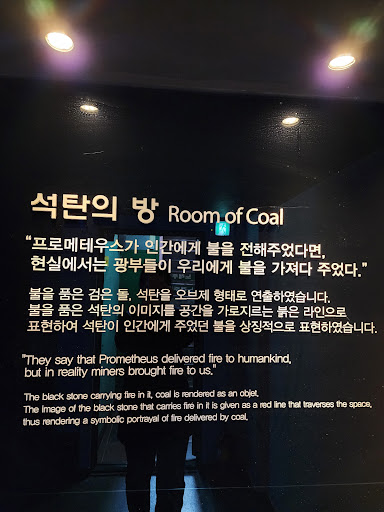 석탄의 방 Room of Coal
“프로메테우스가 인간에게 불을 전해주었다면,
현실에서는 광부들이 우리에게 불을 가져다 주었다.”
불을 품은 검은 돌, 석탄을 오브제 형태로 연출하였습니다.
불을 품은 석탄의 이미지를 공간을 가로지르는 붉은 라인으로
표현하여 석탄이 인간에게 주었던 불을 상징적으로 표현하였습니다.
"They say that Prometheus delivered fire to humankind,
but in reality miners brought fire to us."
The black stone carrying fire in it, coal is rendered as an objet.
The image of the black stone that carries fire in it is given as a red line that traverses the space,
thus rendering a symbolic portrayal of fire delivered by coal.